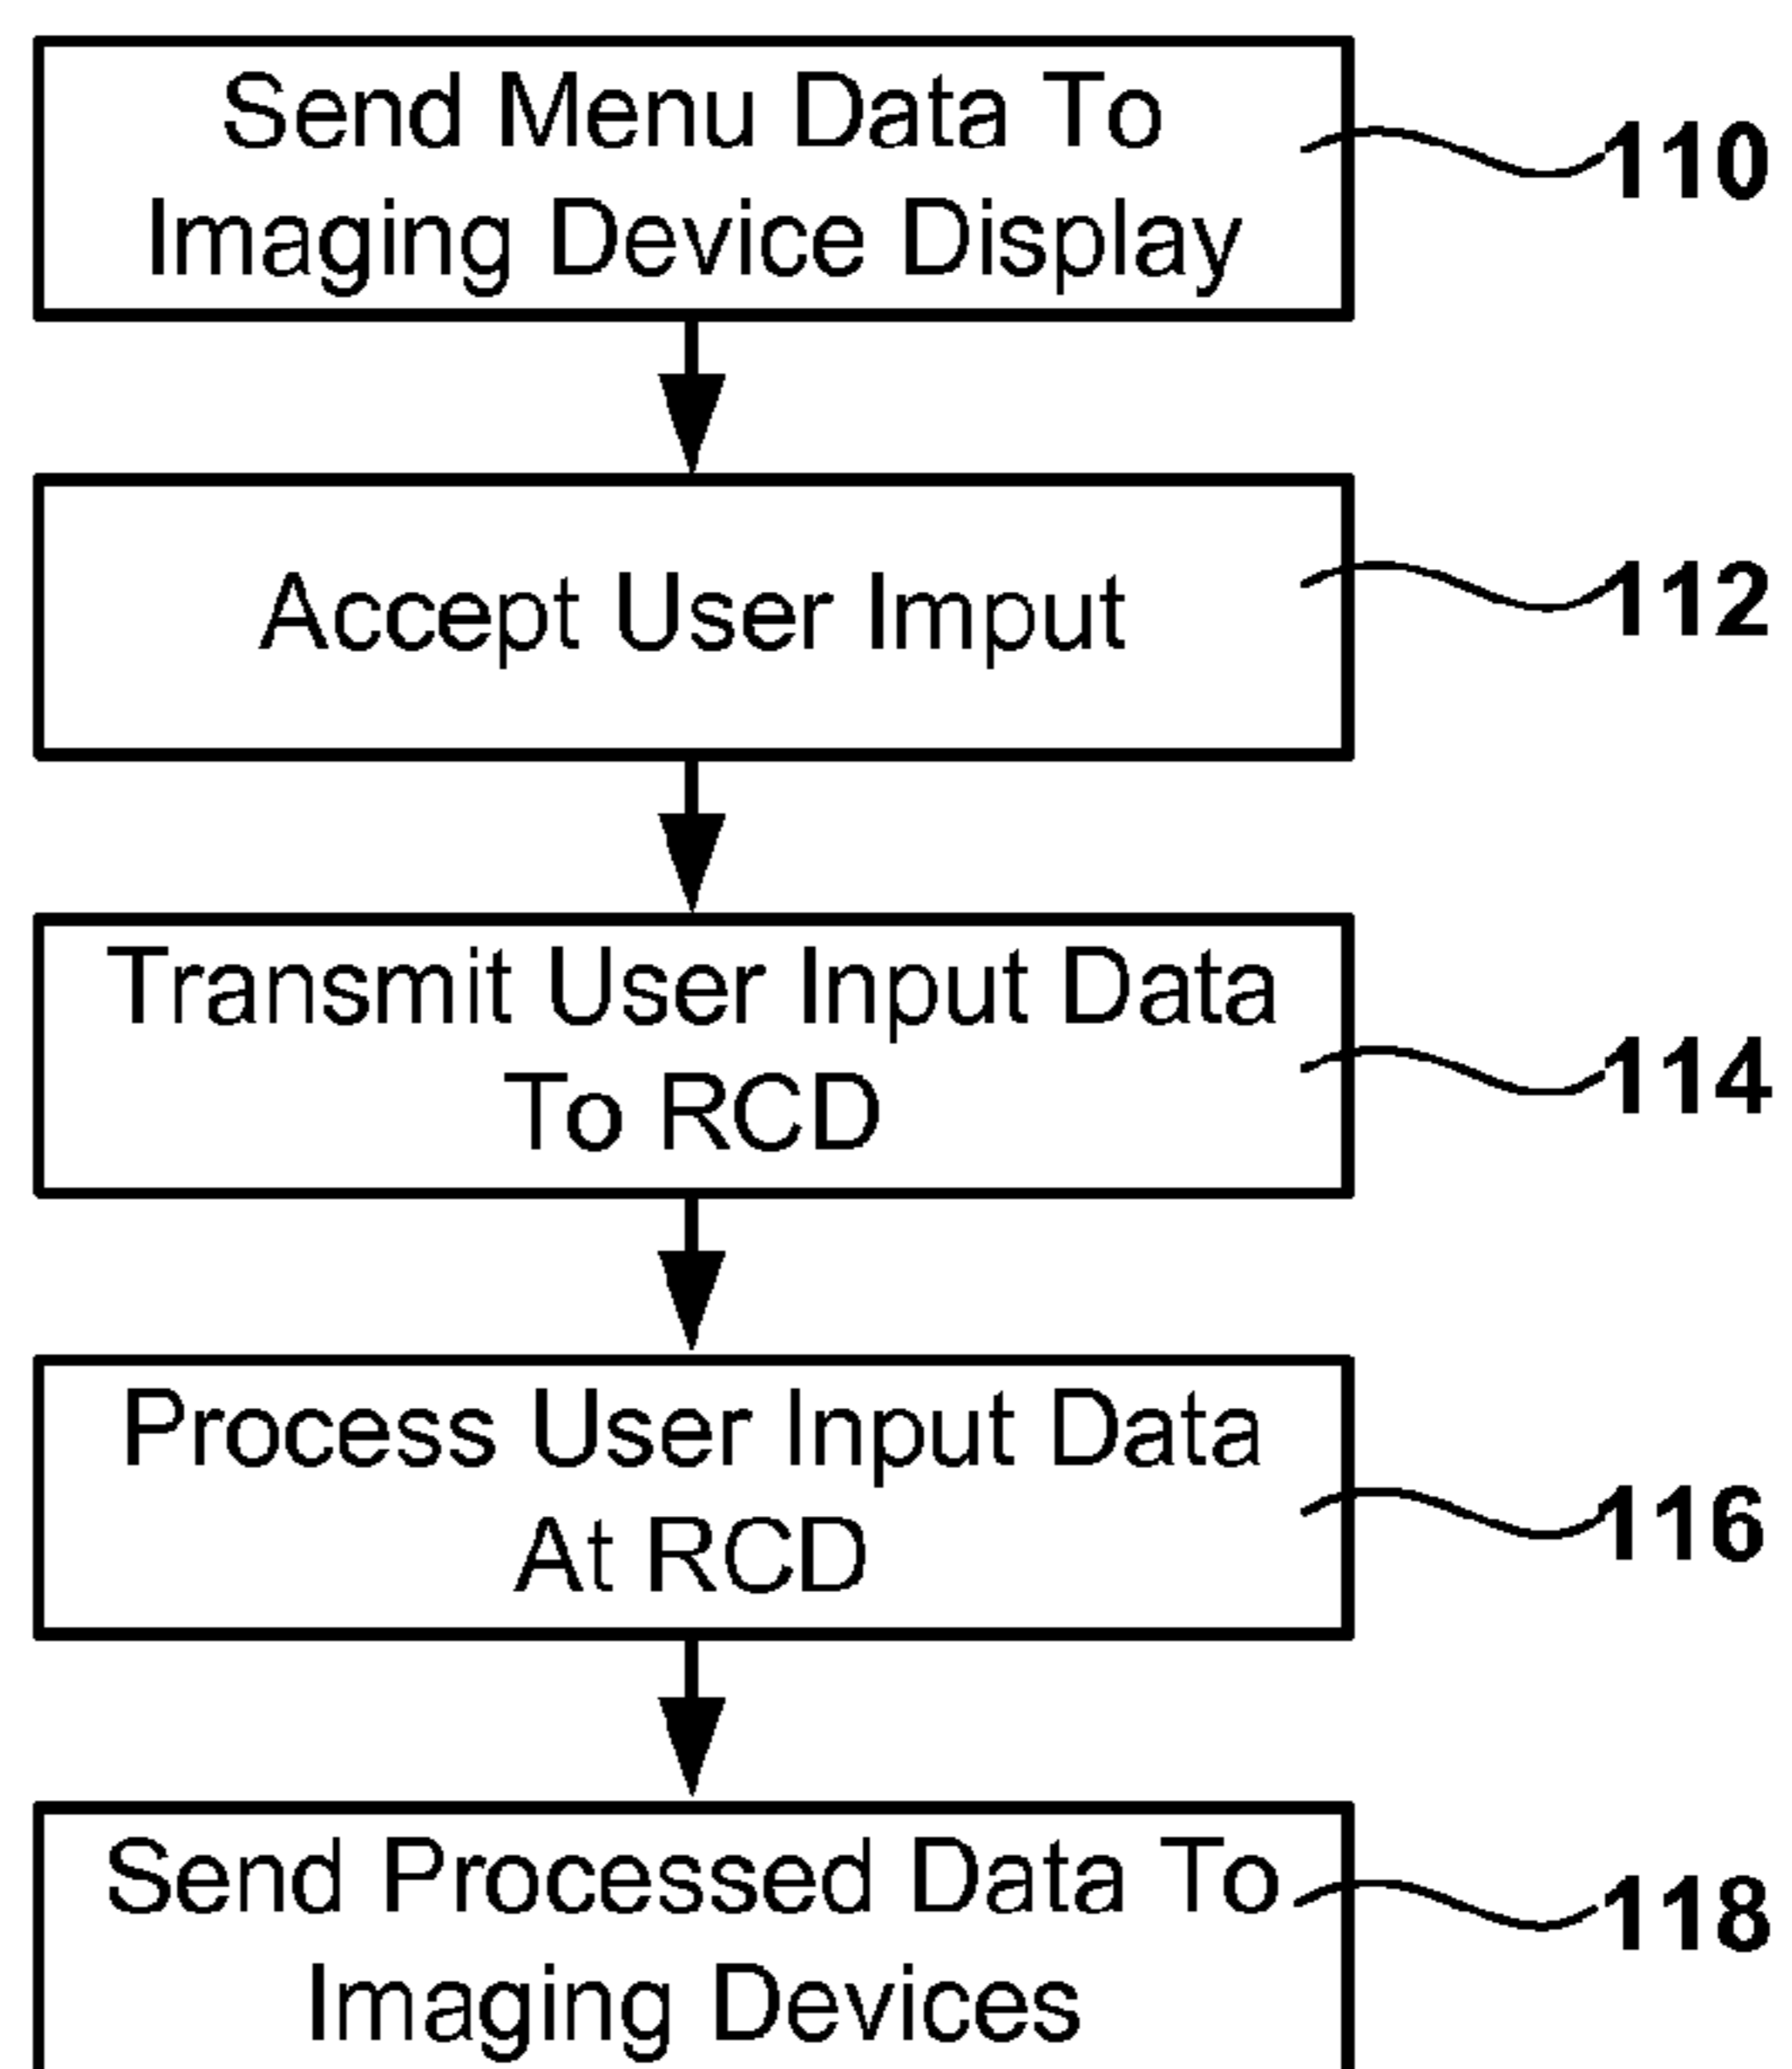 Send Menu Data To
Imaging Device Display
110
Accept User Imput
112
Transmit User Input Data
To RCD
114
Process User Input Data
At RCD
116
Send Processed Data To
Imaging Devices
118